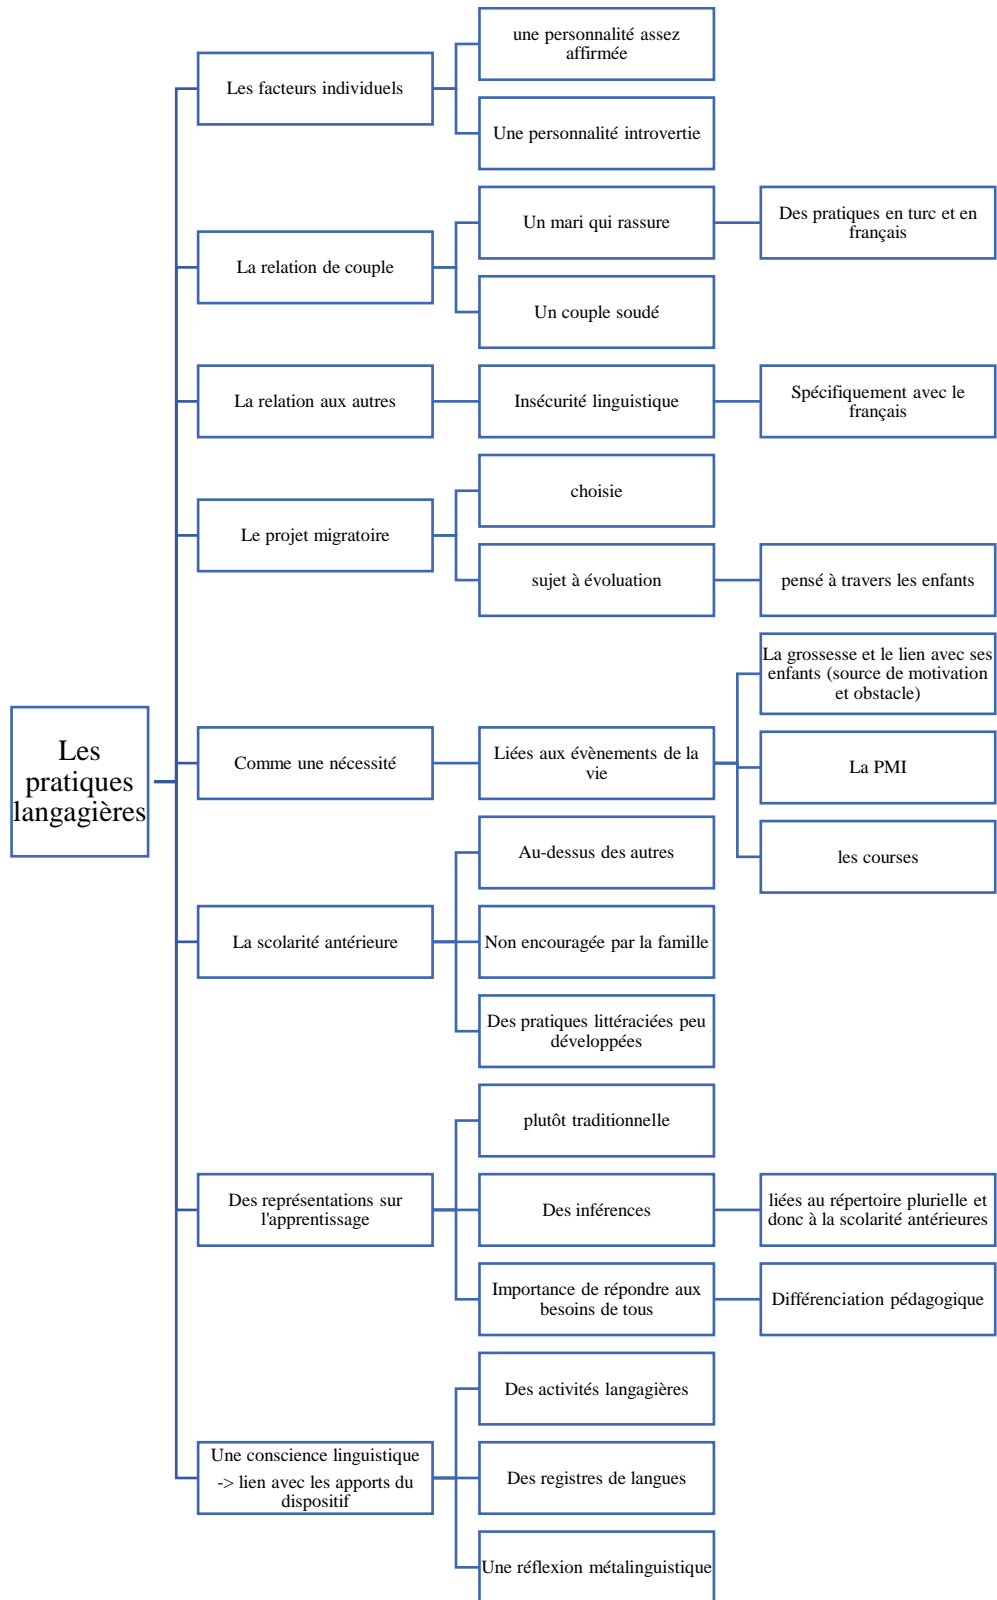 Les
pratiques
langagières
Les facteurs individuels
une personnalité assez
affirmée
Une personnalité introvertie
La relation de couple
Un mari qui rassure
Des pratiques en turc et en
français
Un couple soudé
La relation aux autres
Insécurité linguistique
Spécifiquement avec le
français
Le projet migratoire
choisie
sujet à évolution
pensé à travers les enfants
Comme une nécessité
Liées aux évènements de la
vie
La grossesse et le lien avec ses
enfants (source de motivation
et obstacle)
La PMI
les courses
La scolarité antérieure
Au-dessus des autres
Non encouragée par la famille
Des pratiques littéraciées peu
développées
Des représentations sur
l'apprentissage
plutôt traditionnelle
Des inférences
liées au répertoire plurielle et
donc à la scolarité antérieures
Importance de répondre aux
besoins de tous
Différenciation pédagogique
Une conscience linguistique
-> lien avec les apports du
dispositif
Des activités langagières
Des registres de langues
Une réflexion métalinguistique